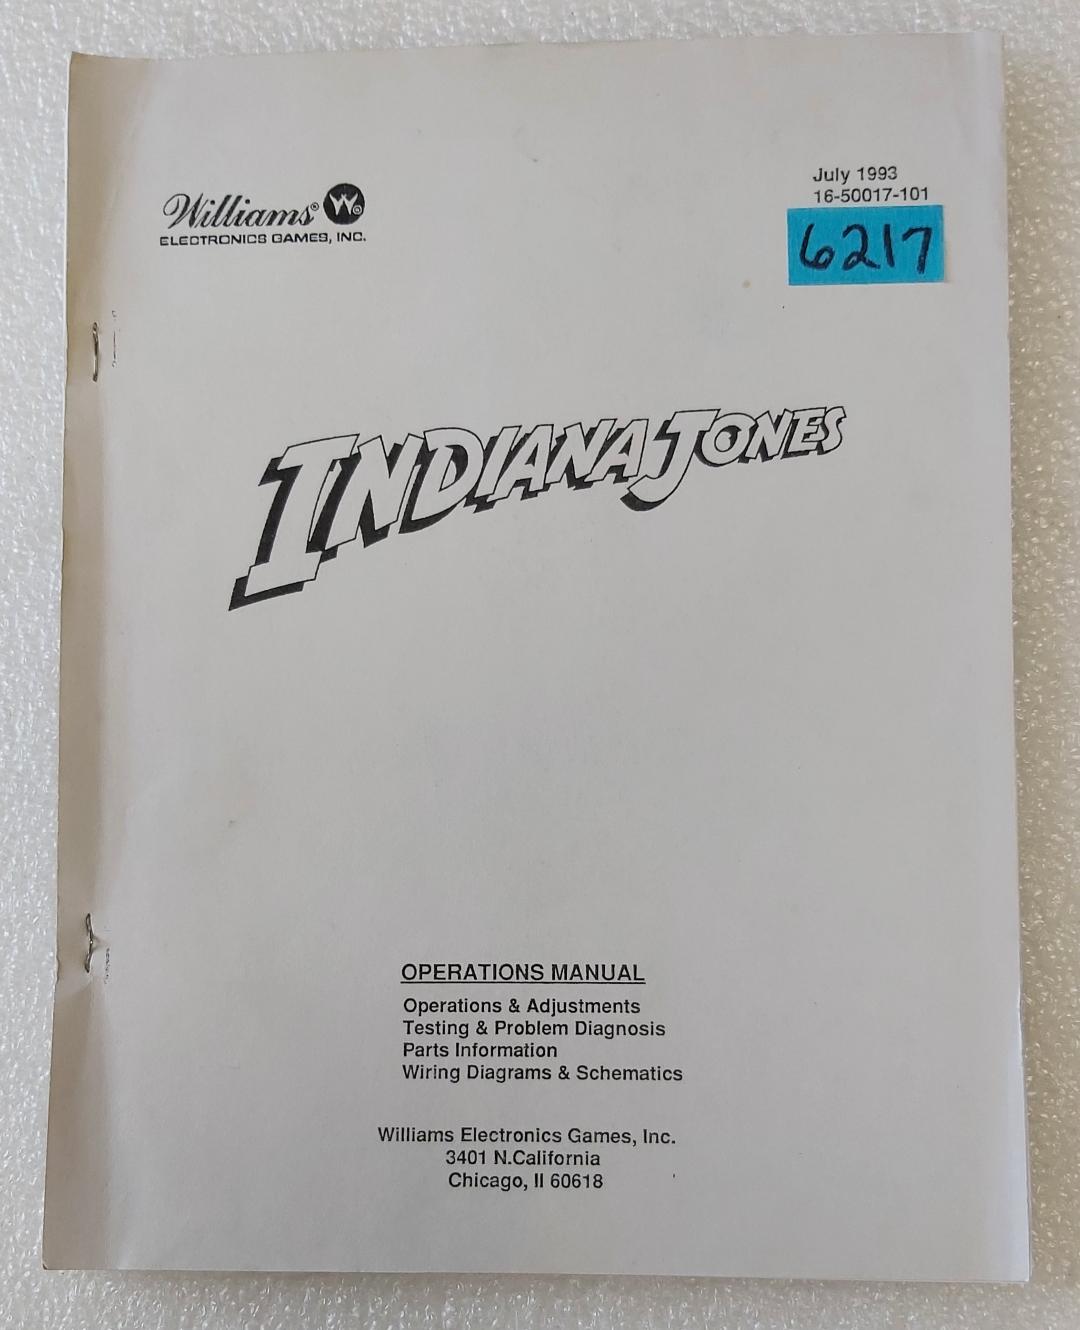 Williams®
ELECTRONICS GAMES, INC.
July 1993
16-50017-101
6217
INDIANA JONES
OPERATIONS MANUAL
Operations & Adjustments
Testing & Problem Diagnosis
Parts Information
Wiring Diagrams & Schematics
Williams Electronics Games, Inc.
3401 N.California
Chicago, Il 60618